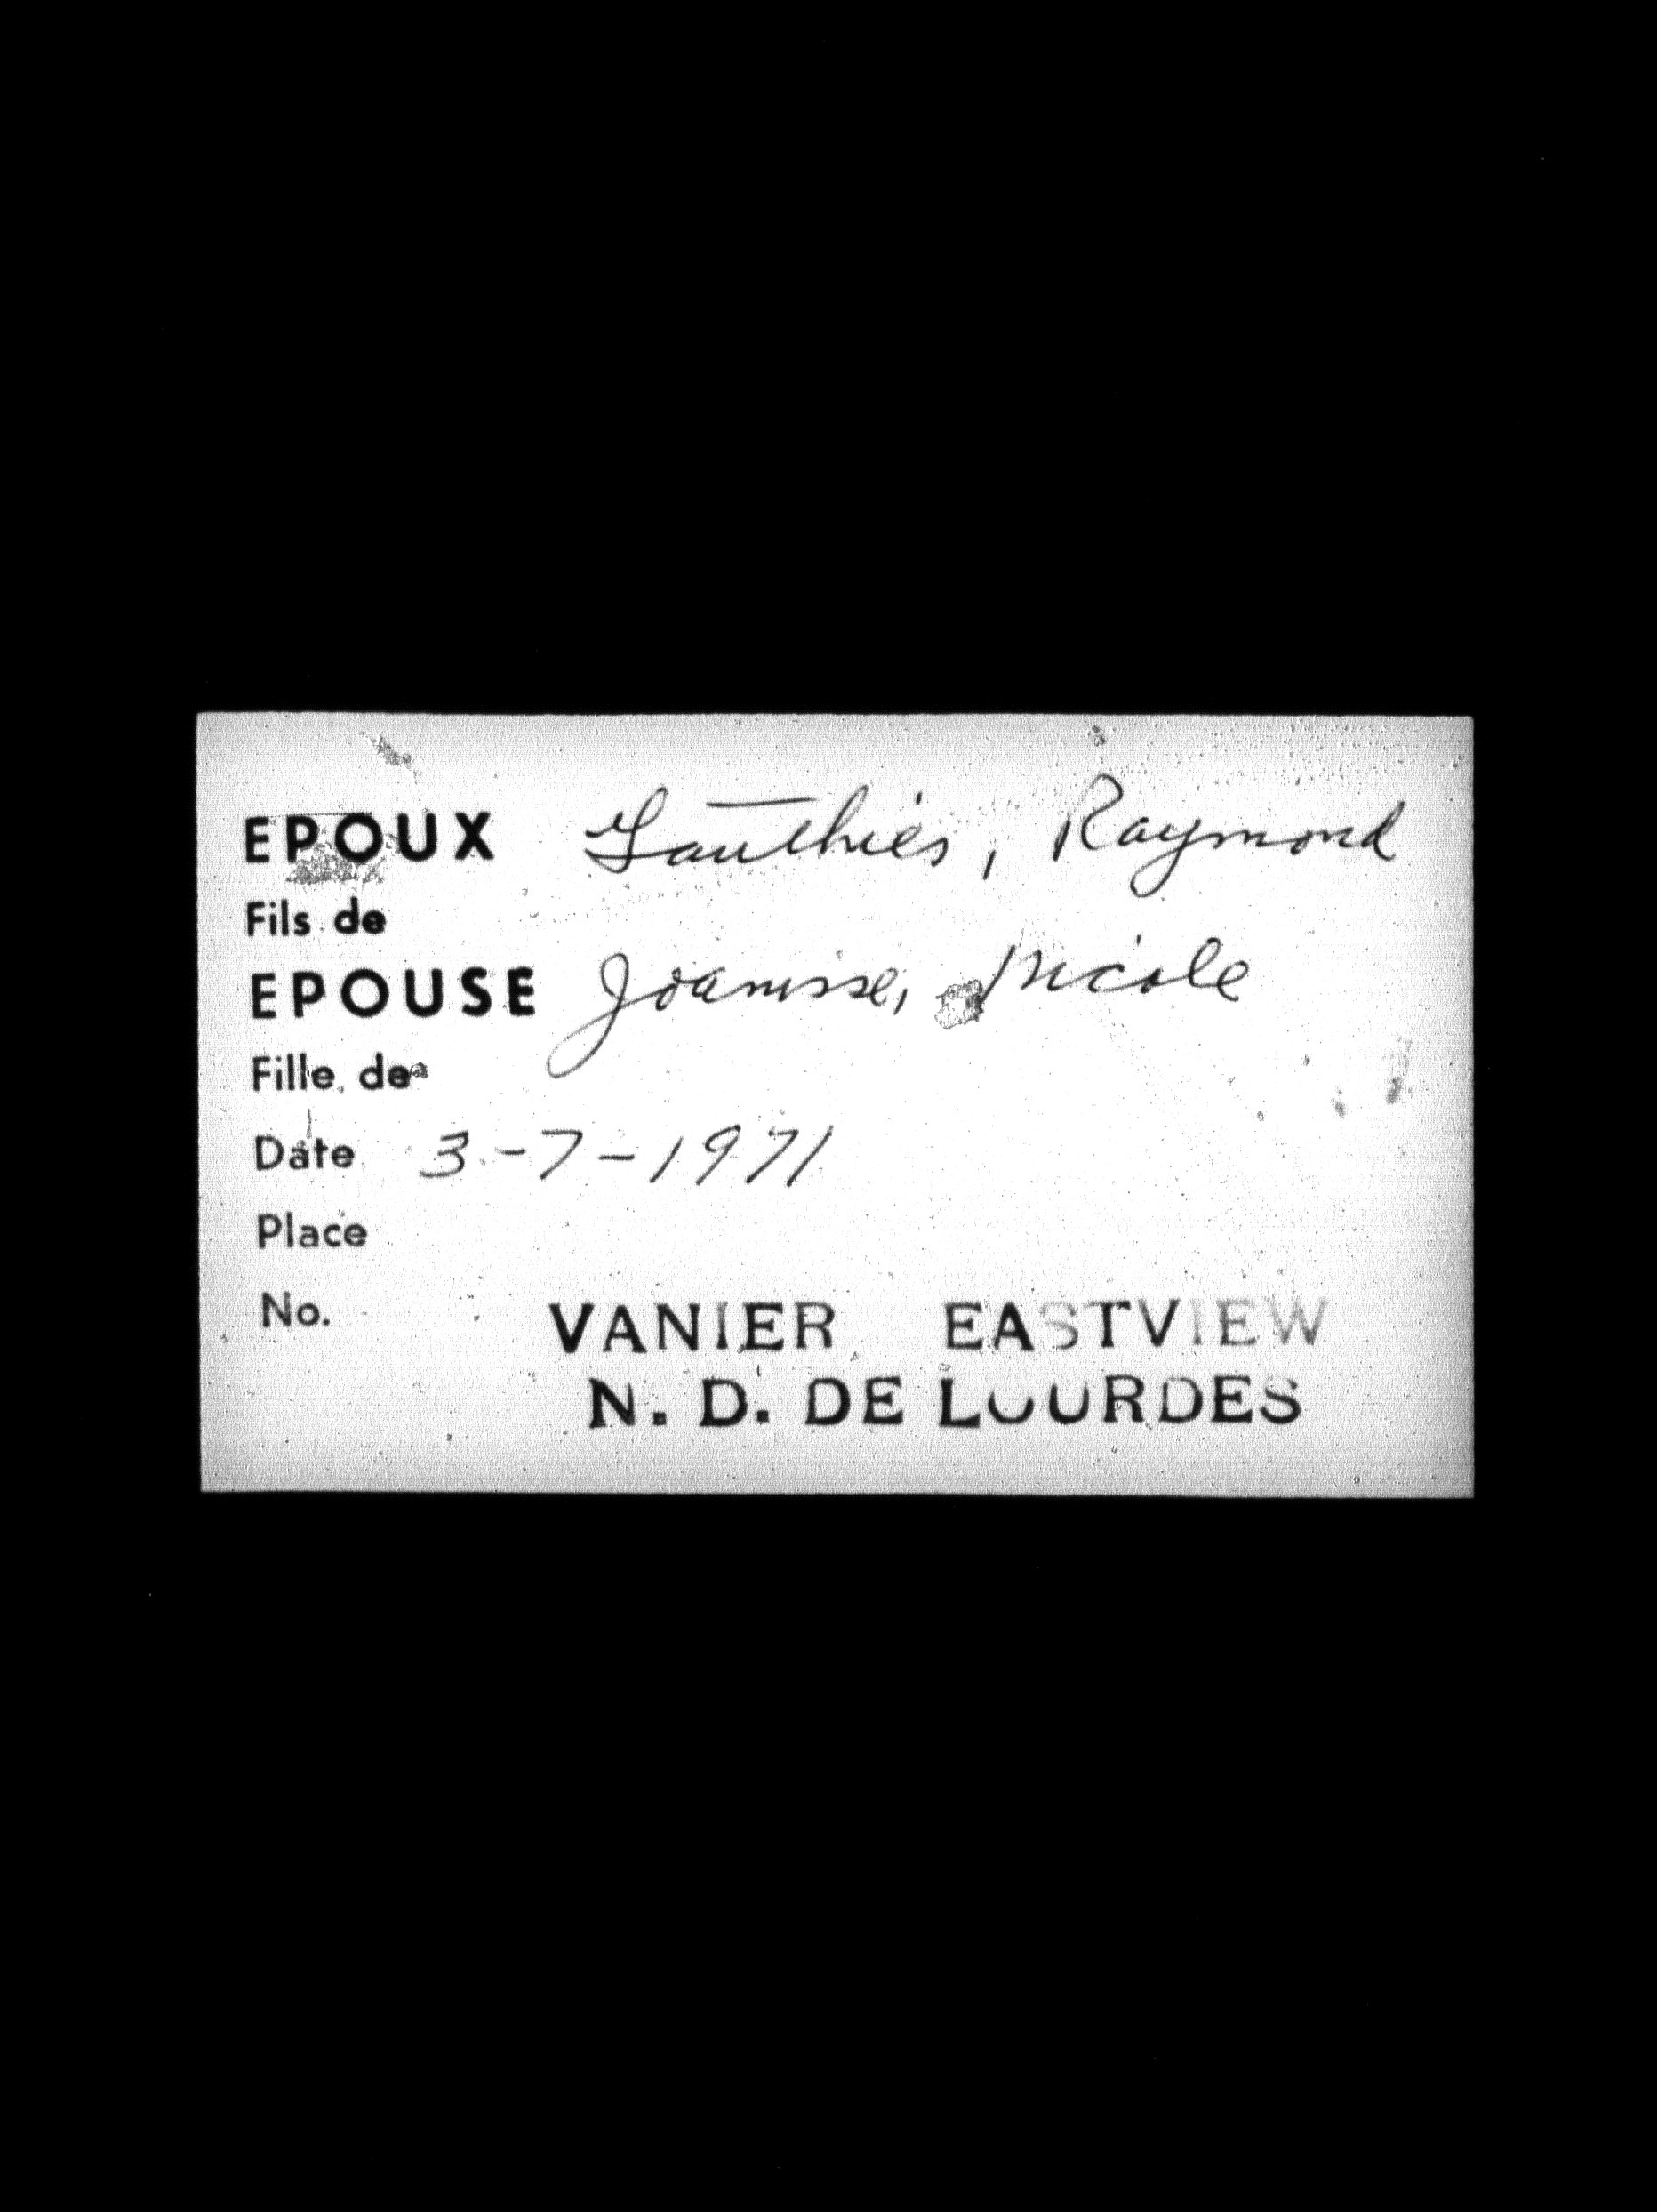 EPOUX Gauthier, Raymond
Fils de
EPOUSE Joanisse, Nicole
Fille de
Date 3-7-1971
Place
No.
VANIER EASTVIEW
N. D. DE LOURDES